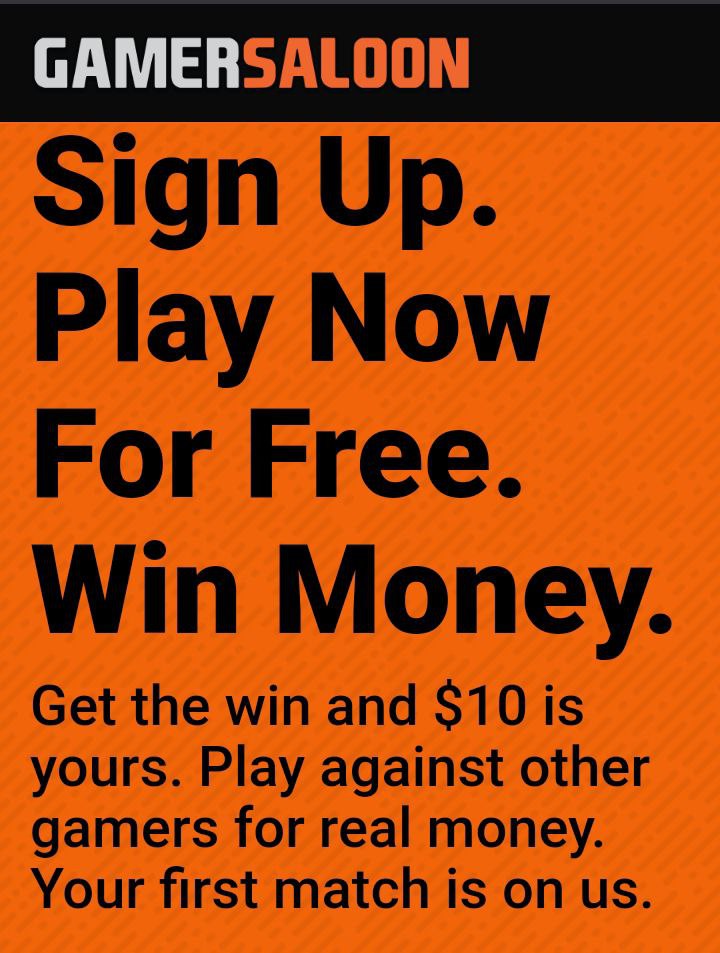 GAMERSALOON
Sign Up.
Play Now
For Free.
Win Money.
Get the win and $10 is
yours. Play against other
gamers for real money.
Your first match is on us.